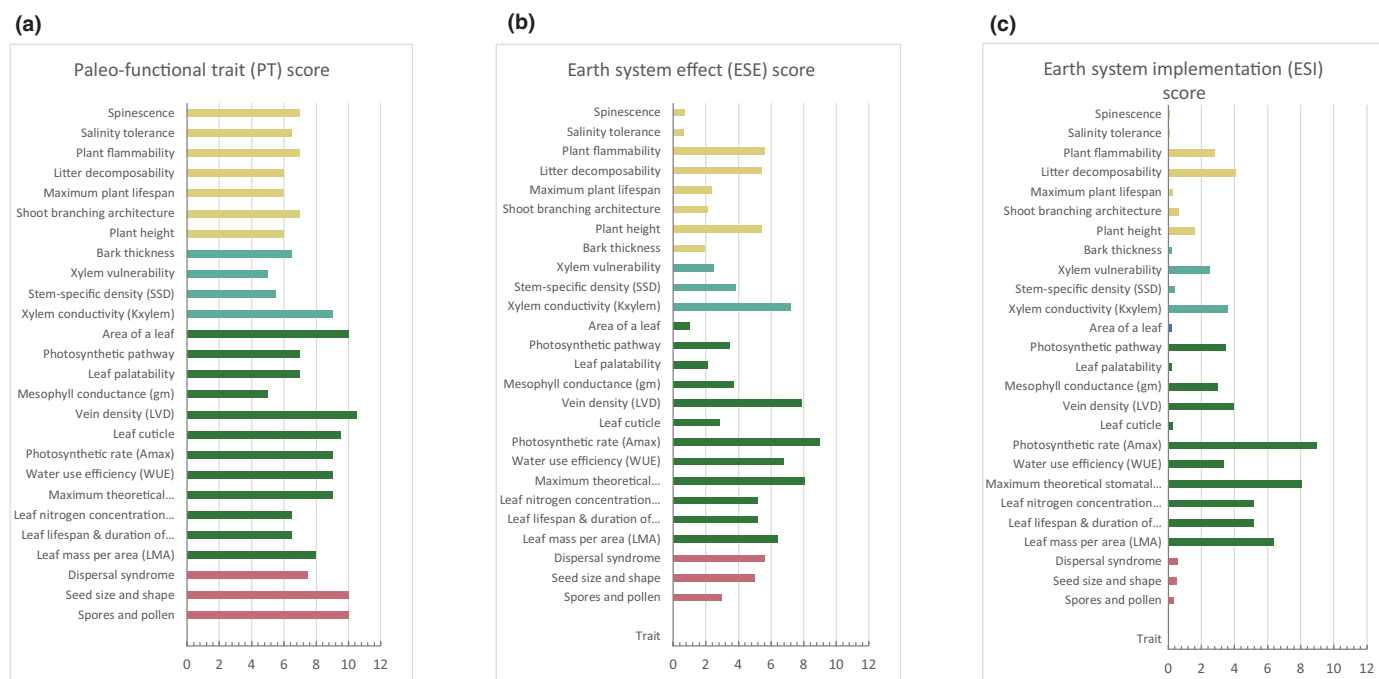 (a)
Paleo-functional trait (PT) score
Spinescence
Salinity tolerance
Plant flammability
Litter decomposability
Maximum plant lifespan
Shoot branching architecture
Plant height
Bark thickness
Xylem vulnerability
Stem-specific density (SSD)
Xylem conductivity (Kxylem)
Area of a leaf
Photosynthetic pathway
Leaf palatability
Mesophyll conductance (gm)
Vein density (LVD)
Leaf cuticle
Photosynthetic rate (Amax)
Water use efficiency (WUE)
Maximum theoretical...
Leaf nitrogen concentration...
Leaf lifespan & duration of...
Leaf mass per area (LMA)
Dispersal syndrome
Seed size and shape
Spores and pollen
0 2 4 6 8 10 12
(b)
Earth system effect (ESE) score
Spinescence
Salinity tolerance
Plant flammability
Litter decomposability
Maximum plant lifespan
Shoot branching architecture
Plant height
Bark thickness
Xylem vulnerability
Stem-specific density (SSD)
Xylem conductivity (Kxylem)
Area of a leaf
Photosynthetic pathway
Leaf palatability
Mesophyll conductance (gm)
Vein density (LVD)
Leaf cuticle
Photosynthetic rate (Amax)
Water use efficiency (WUE)
Maximum theoretical...
Leaf nitrogen concentration...
Leaf lifespan & duration of...
Leaf mass per area (LMA)
Dispersal syndrome
Seed size and shape
Spores and pollen
Trait
0 2 4 6 8 10 12
(c)
Earth system implementation (ESI)
score
Spinescence
Salinity tolerance
Plant flammability
Litter decomposability
Maximum plant lifespan
Shoot branching architecture
Plant height
Bark thickness
Xylem vulnerability
Stem-specific density (SSD)
Xylem conductivity (Kxylem)
Area of a leaf
Photosynthetic pathway
Leaf palatability
Mesophyll conductance (gm)
Vein density (LVD)
Leaf cuticle
Photosynthetic rate (Amax)
Water use efficiency (WUE)
Maximum theoretical stomatal...
Leaf nitrogen concentration...
Leaf lifespan & duration of...
Leaf mass per area (LMA)
Dispersal syndrome
Seed size and shape
Spores and pollen
Trait
0 2 4 6 8 10 12